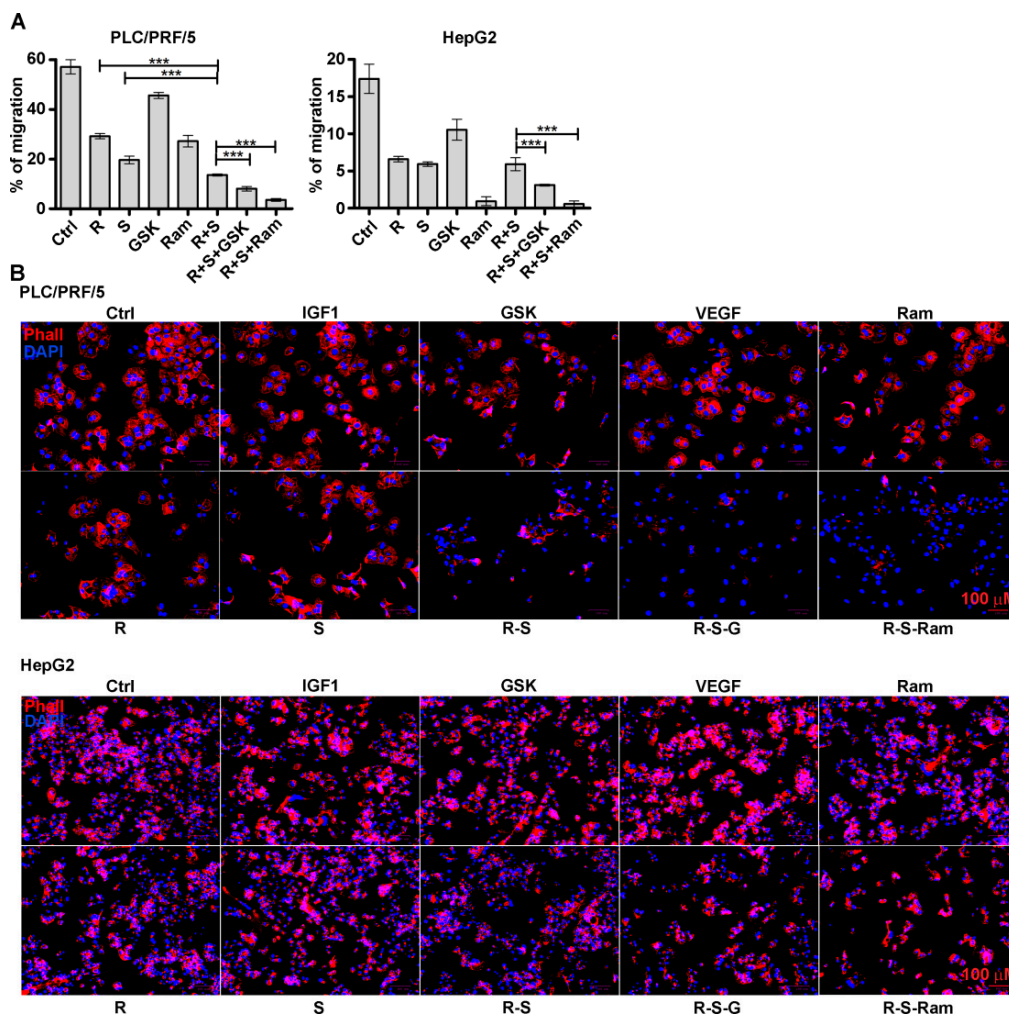 A
PLC/PRF/5
% of migration
60
40
20
0
***
***
***
***
Ctrl
R
S
GSK
Ram
R+S
R+S+GSK
R+S+Ram
HepG2
% of migration
20
15
10
5
0
***
***
Ctrl
R
S
GSK
Ram
R+S
R+S+GSK
R+S+Ram
B
PLC/PRF/5
Ctrl IGF1 GSK VEGF Ram
Phall
DAPI
100 µM
R S R-S R-S-G R-S-Ram
HepG2
Ctrl IGF1 GSK VEGF Ram
Phall
DAPI
100 µM
R S R-S R-S-G R-S-Ram